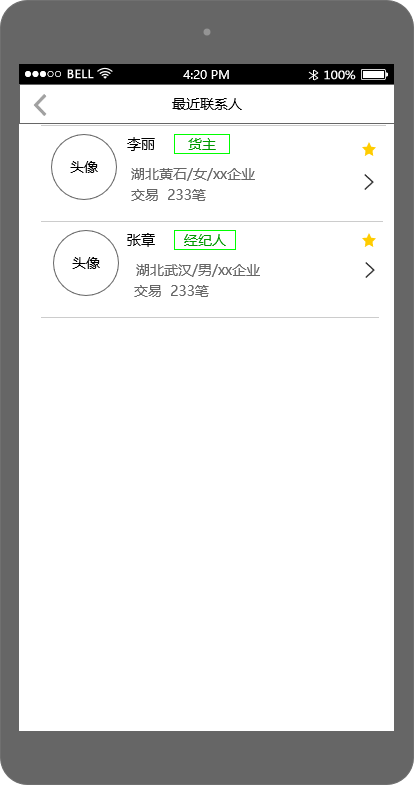 BELL 4:20 PM 100%
最近联系人
头像
李丽 货主
湖北黄石/女/xx企业
交易 233笔
头像
张章 经纪人
湖北武汉/男/xx企业
交易 233笔